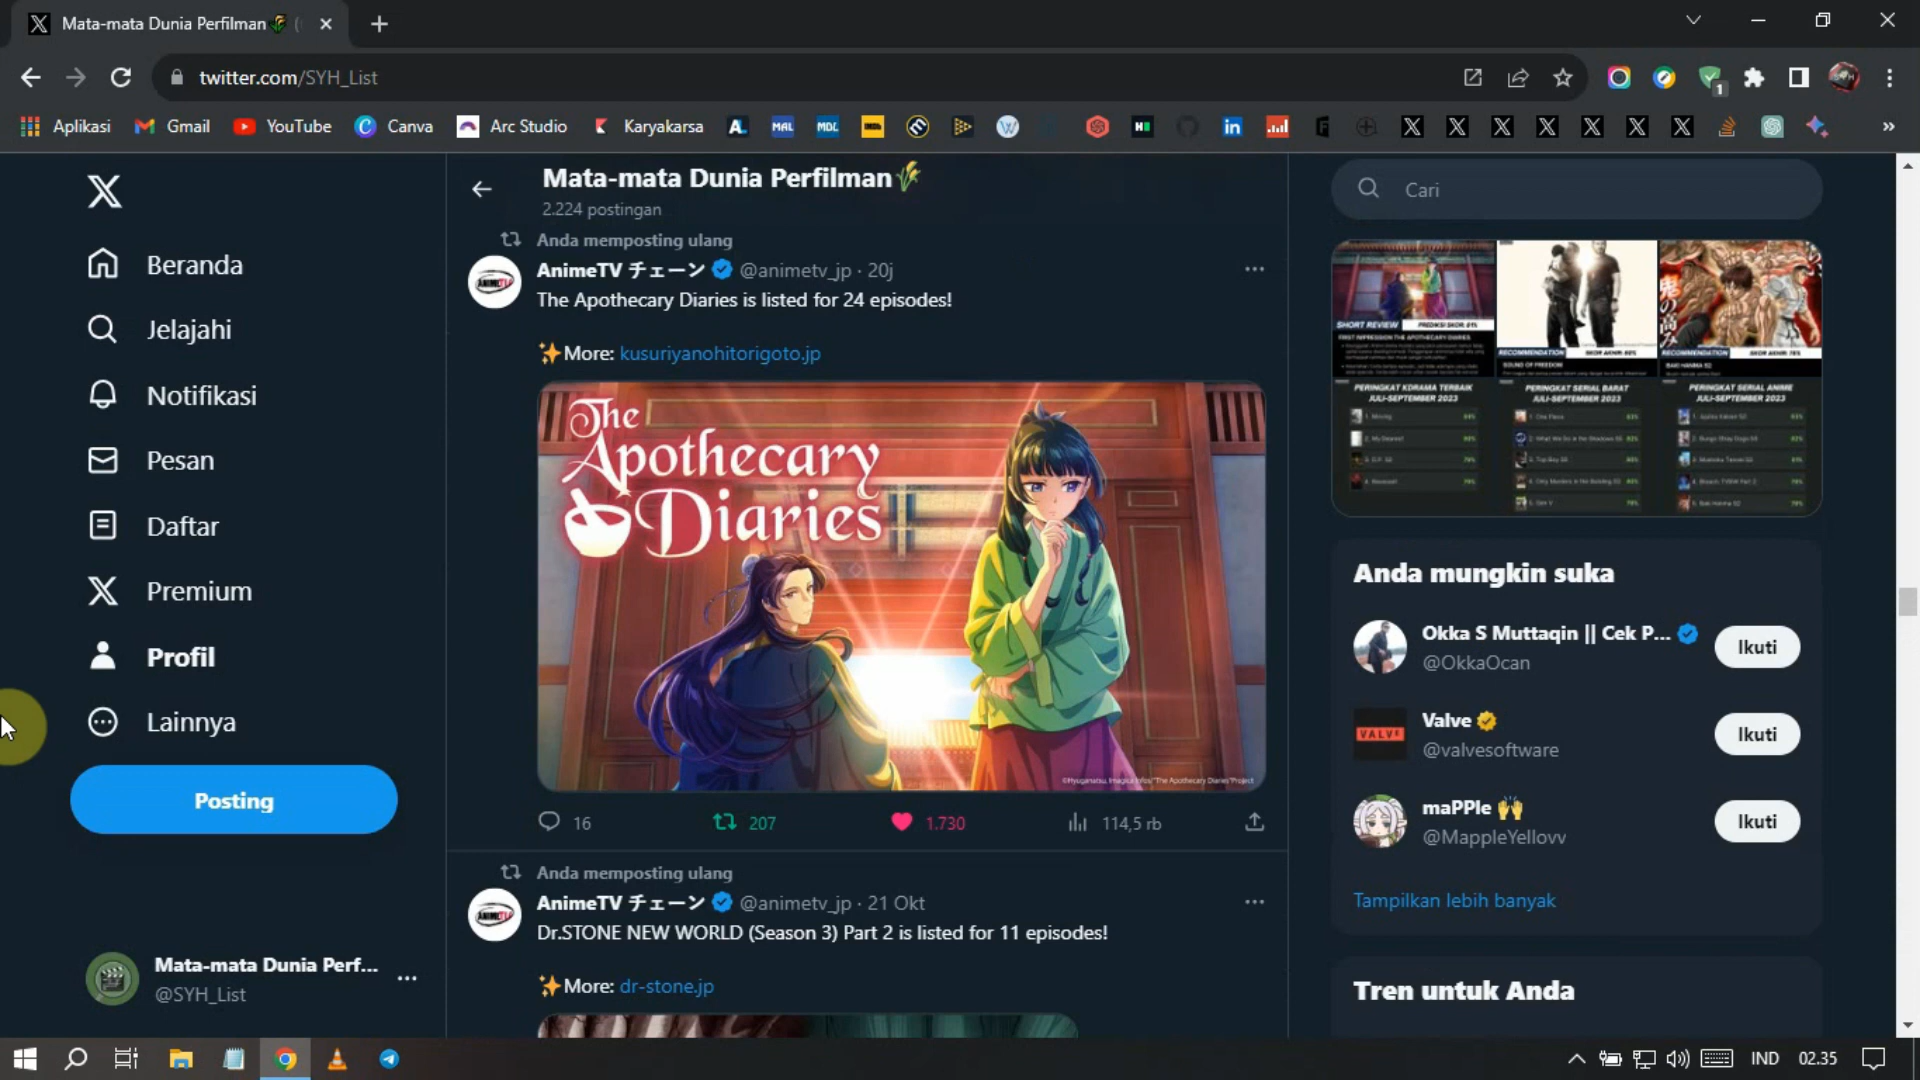 Mata-mata Dunia Perfilman🌾 (
twitter.com/SYH_List
1
Aplikasi
Gmail
YouTube
Canva
Arc Studio
Karyakarsa
MAL
MDL
in
»
Mata-mata Dunia Perfilman🌾
2.224 postingan
Cari
Beranda
Jelajahi
Notifikasi
Pesan
Daftar
Premium
Profil
Lainnya
Posting
Mata-mata Dunia Perf...
@SYH_List
Anda memposting ulang
AnimeTV チェーン @animetv_jp · 20j
The Apothecary Diaries is listed for 24 episodes!
✨More: kusuriyanohitorigoto.jp
The
Apothecary
Diaries
16
207
1.730
114,5 rb
Anda memposting ulang
AnimeTV チェーン @animetv_jp · 21 Okt
Dr.STONE NEW WORLD (Season 3) Part 2 is listed for 11 episodes!
✨More: dr-stone.jp
SHORT REVIEW
PREDIKSI SKOR: 81%
FIRST IMPRESSION THE APOTHECARY DIARIES
RECOMMENDATION
SOUND OF FREEDOM
RECOMMENDATION
BAKI HANMA S2
PERINGKAT KDRAMA TERBAIK
JULI-SEPTEMBER 2023
PERINGKAT SERIAL BARAT
JULI-SEPTEMBER 2023
PERINGKAT SERIAL ANIME
JULI-SEPTEMBER 2023
Anda mungkin suka
Okka S Muttaqin || Cek P...
@OkkaOcan
Ikuti
VALVE
Valve
@valvesoftware
Ikuti
maPPle 🙌
@MappleYellovv
Ikuti
Tampilkan lebih banyak
Tren untuk Anda
IND
02.35